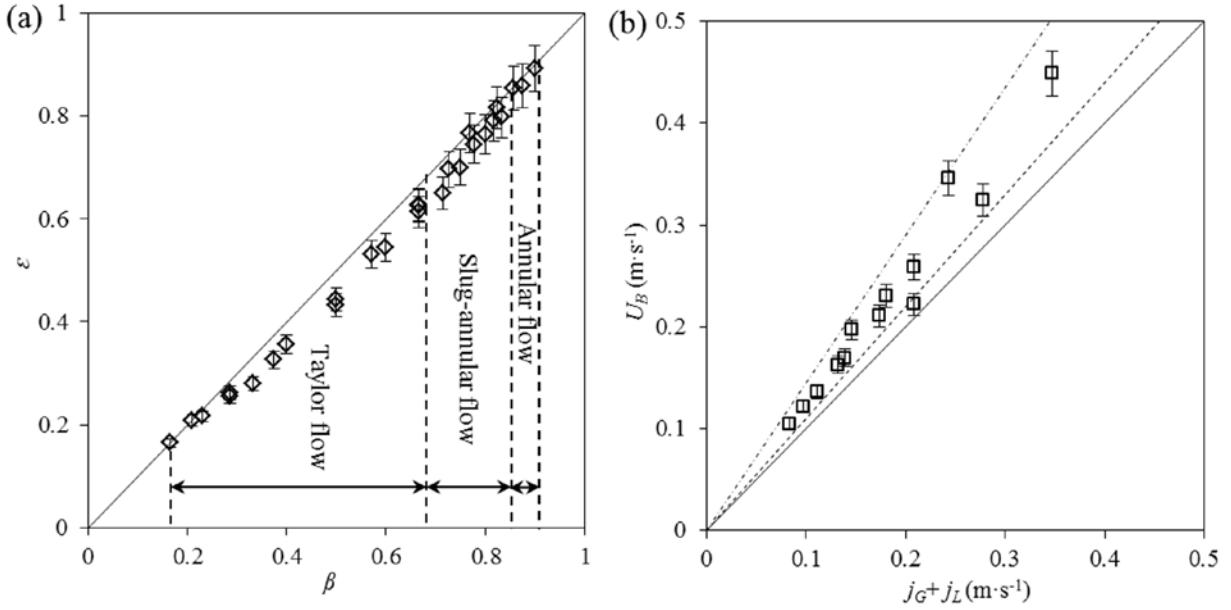 (a)
1
0.8
0.6
0.4
0.2
0
ε
0
0.2
0.4
0.6
0.8
1
β
Taylor flow
Slug-annular flow
Annular flow
(b)
0.5
0.4
0.3
0.2
0.1
0
U_B (m·s⁻¹)
0
0.1
0.2
0.3
0.4
0.5
j_G+j_L (m·s⁻¹)